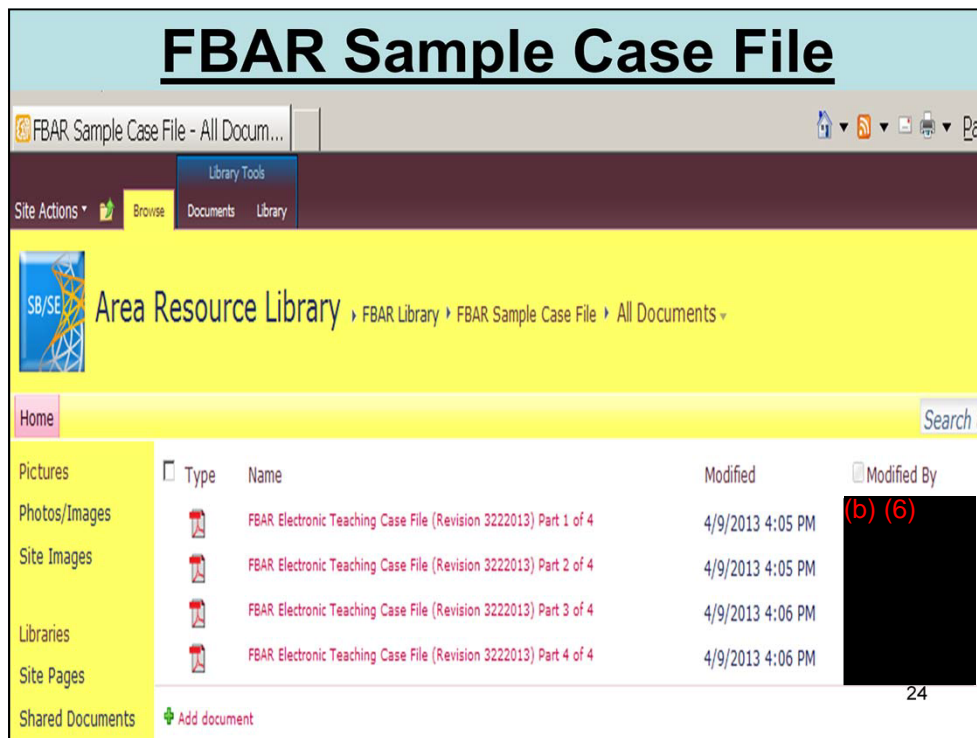 FBAR Sample Case File
FBAR Sample Case File - All Docum...
Pa
Library Tools
Site Actions
Browse
Documents
Library
SB/SE
Area Resource Library
FBAR Library
FBAR Sample Case File
All Documents
Home
Search
Pictures
Photos/Images
Site Images
Libraries
Site Pages
Shared Documents
Type Name Modified Modified By
FBAR Electronic Teaching Case File (Revision 3222013) Part 1 of 4 4/9/2013 4:05 PM (b) (6)
FBAR Electronic Teaching Case File (Revision 3222013) Part 2 of 4 4/9/2013 4:05 PM
FBAR Electronic Teaching Case File (Revision 3222013) Part 3 of 4 4/9/2013 4:06 PM
FBAR Electronic Teaching Case File (Revision 3222013) Part 4 of 4 4/9/2013 4:06 PM
Add document
24